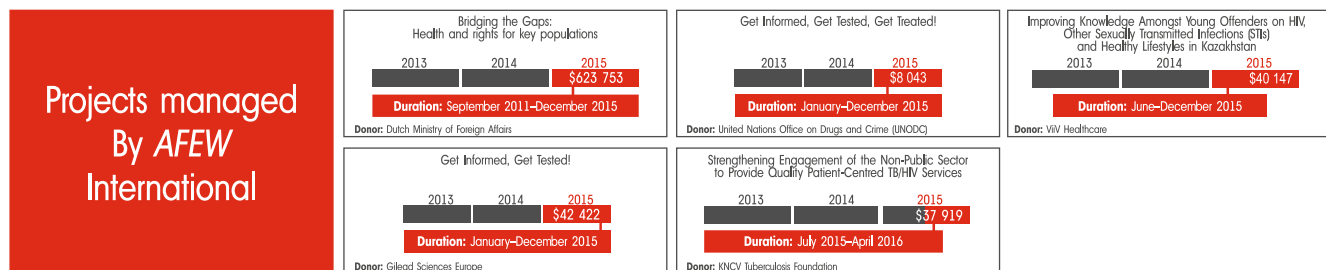 Projects managed
By AFEW
International
Bridging the Gaps:
Health and rights for key populations
2013 2014 2015
$623 753
Duration: September 2011–December 2015
Donor: Dutch Ministry of Foreign Affairs
Get Informed, Get Tested, Get Treated!
2013 2014 2015
$8 043
Duration: January–December 2015
Donor: United Nations Office on Drugs and Crime (UNODC)
Improving Knowledge Amongst Young Offenders on HIV,
Other Sexually Transmitted Infections (STIs)
and Healthy Lifestyles in Kazakhstan
2013 2014 2015
$40 147
Duration: June–December 2015
Donor: ViiV Healthcare
Get Informed, Get Tested!
2013 2014 2015
$42 422
Duration: January–December 2015
Donor: Gilead Sciences Europe
Strengthening Engagement of the Non-Public Sector
to Provide Quality Patient-Centred TB/HIV Services
2013 2014 2015
$37 919
Duration: July 2015–April 2016
Donor: KNCV Tuberculosis Foundation